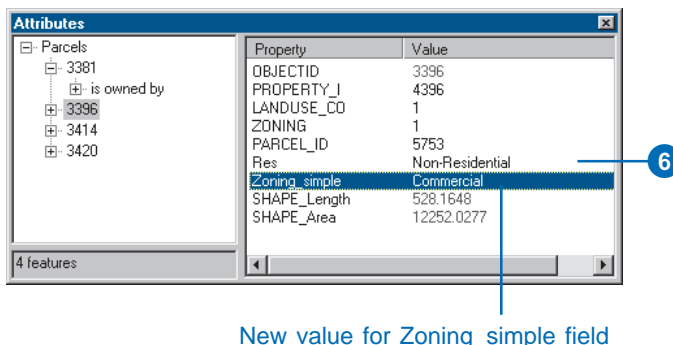 Attributes
Parcels
3381
is owned by
3396
3414
3420
4 features
Property Value
OBJECTID 3396
PROPERTY_I 4396
LANDUSE_CO 1
ZONING 1
PARCEL_ID 5753
Res Non-Residential
Zoning_simple Commercial
SHAPE_Length 528.1648
SHAPE_Area 12252.0277
6
New value for Zoning_simple field